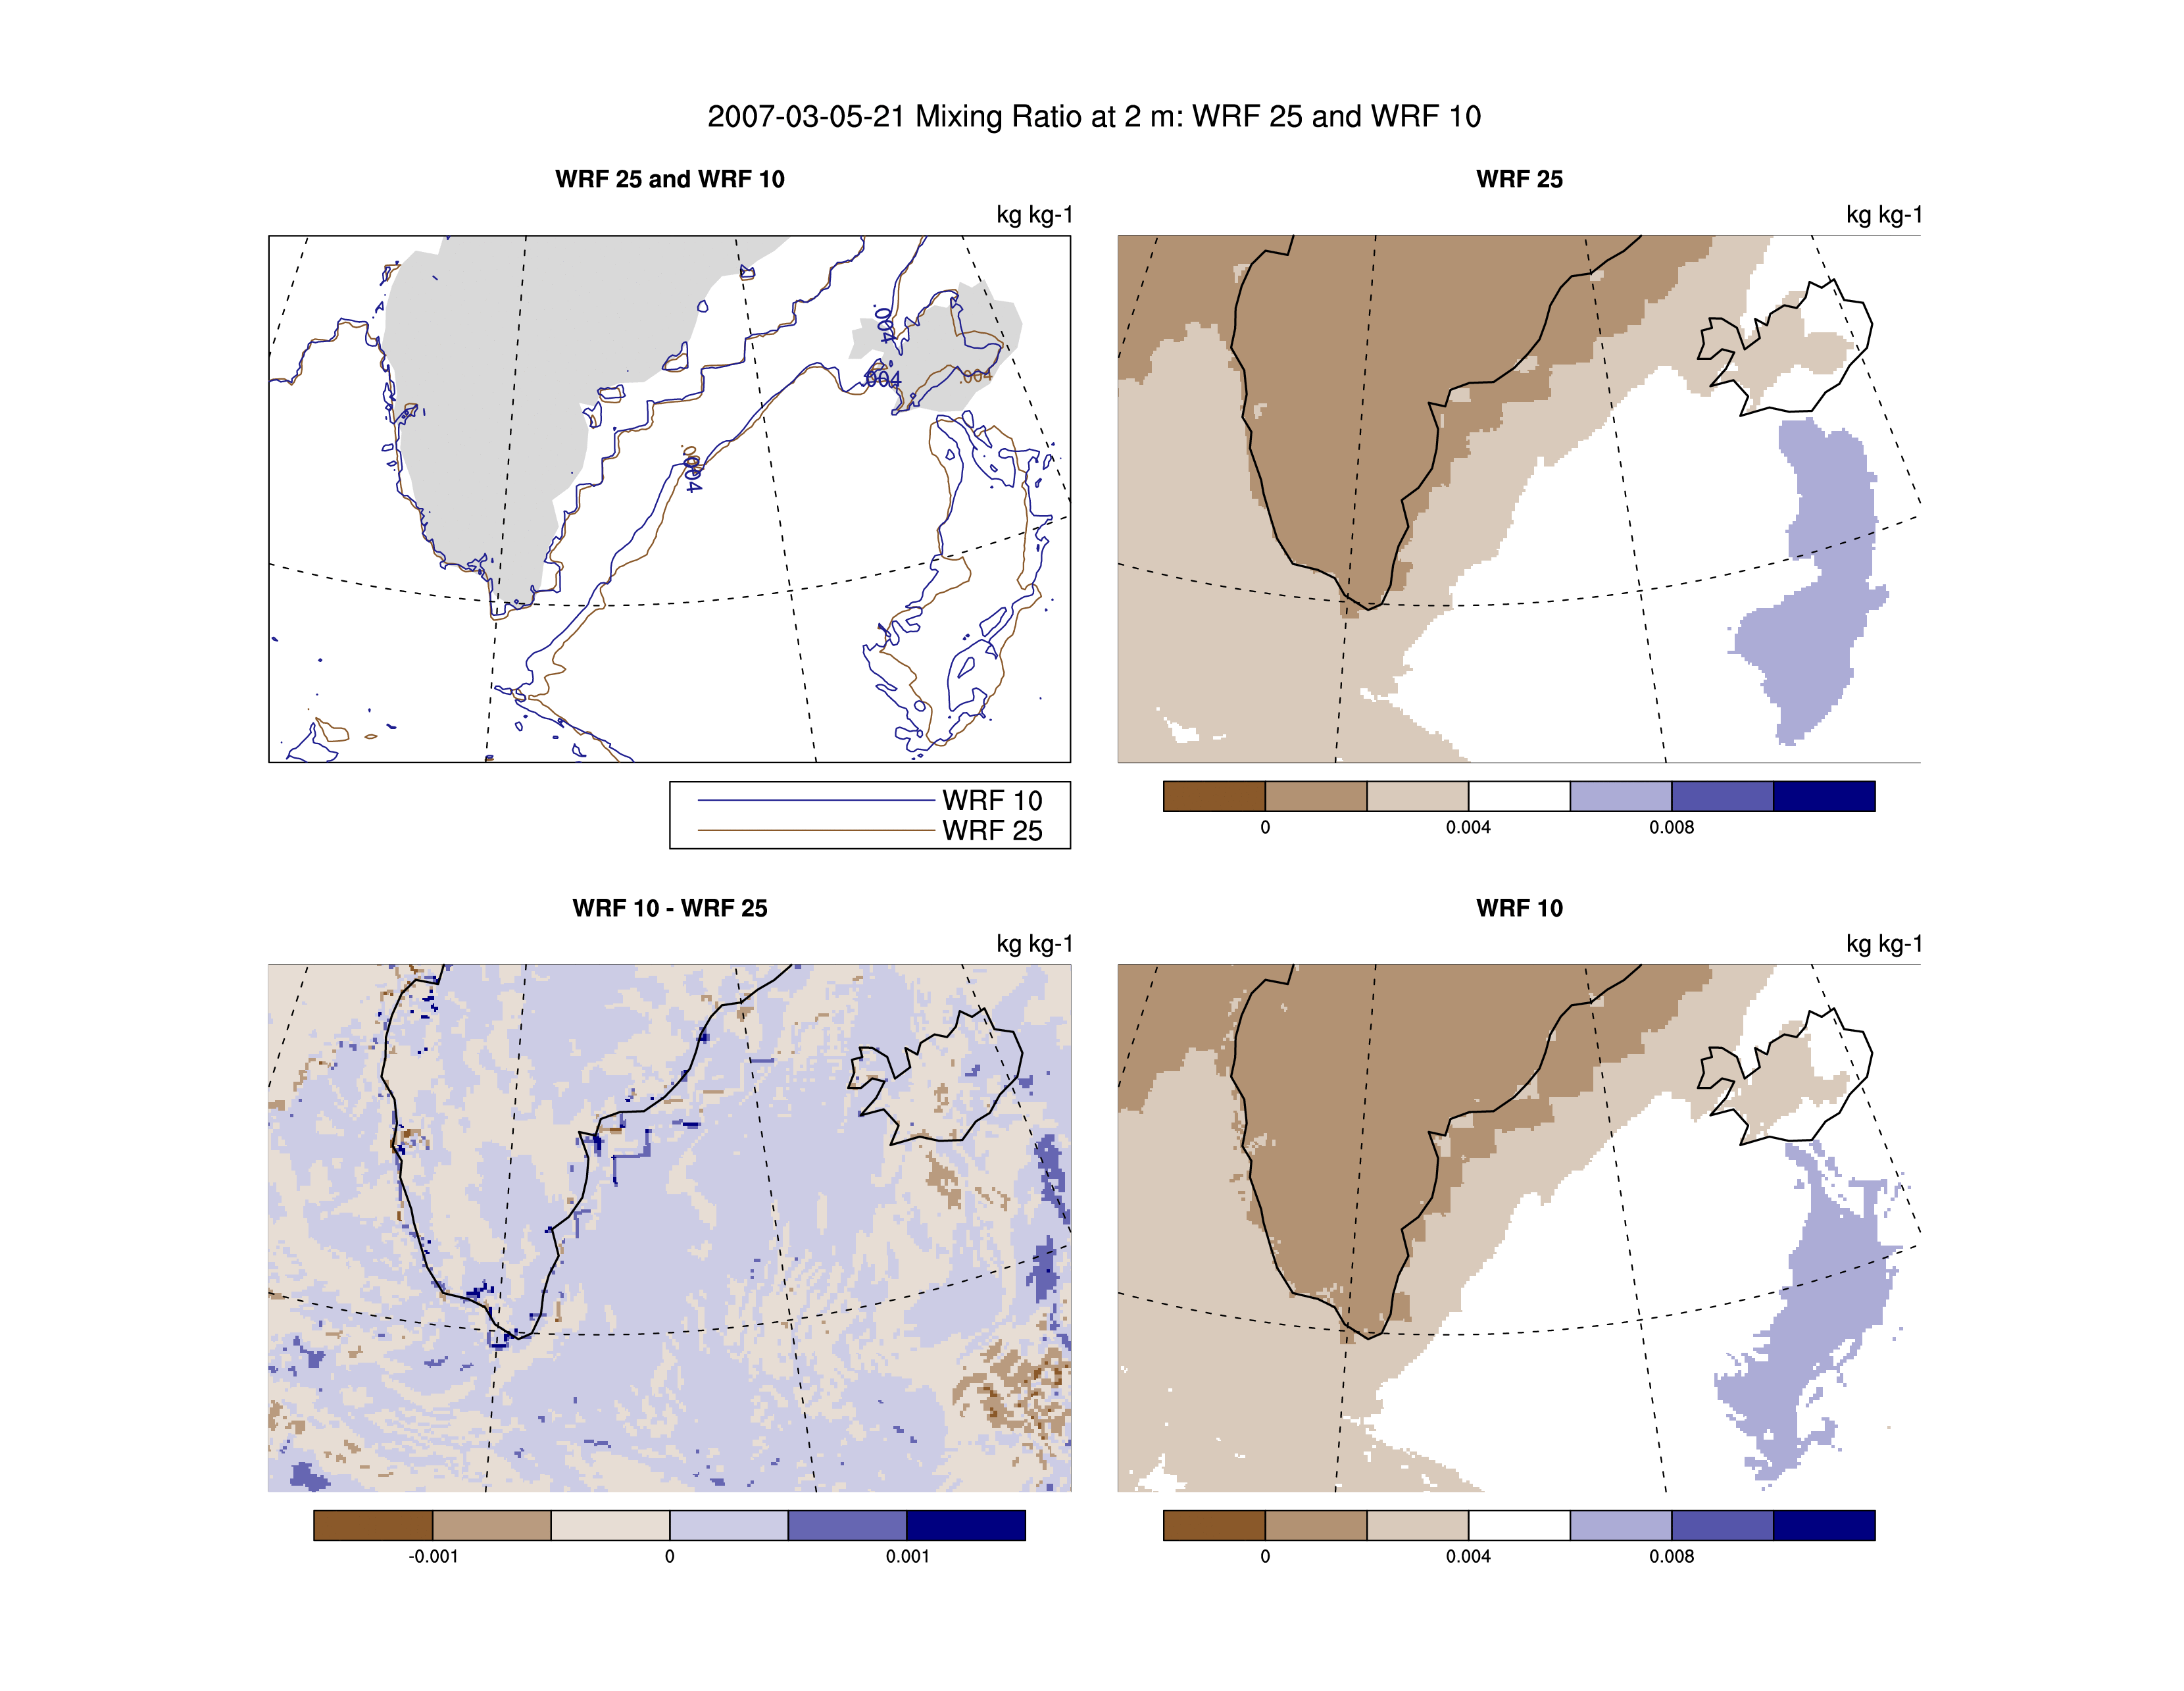 2007-03-05-21 Mixing Ratio at 2 m: WRF 25 and WRF 10
WRF 25 and WRF 10
kg kg-1
.004
.004
.004
.004
.004
WRF 10
WRF 25
WRF 25
kg kg-1
0 0.004 0.008
WRF 10 - WRF 25
kg kg-1
-0.001 0 0.001
WRF 10
kg kg-1
0 0.004 0.008